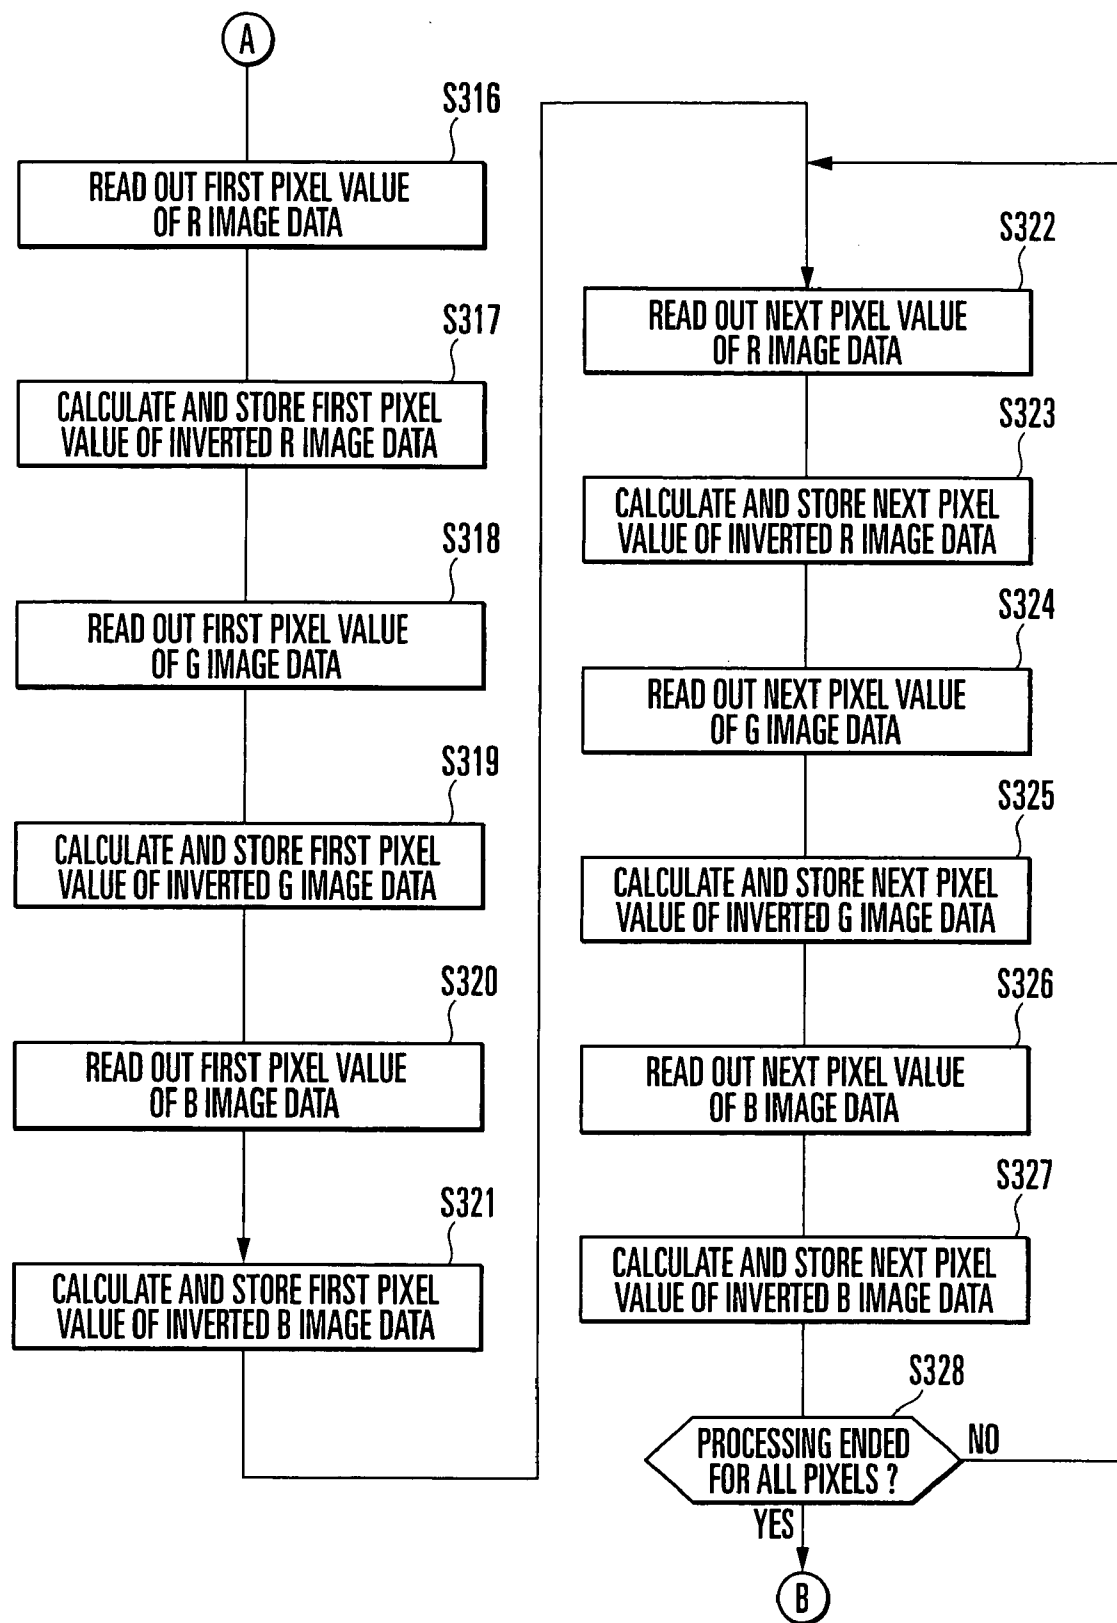 A
S316
READ OUT FIRST PIXEL VALUE
OF R IMAGE DATA
S317
CALCULATE AND STORE FIRST PIXEL
VALUE OF INVERTED R IMAGE DATA
S318
READ OUT FIRST PIXEL VALUE
OF G IMAGE DATA
S319
CALCULATE AND STORE FIRST PIXEL
VALUE OF INVERTED G IMAGE DATA
S320
READ OUT FIRST PIXEL VALUE
OF B IMAGE DATA
S321
CALCULATE AND STORE FIRST PIXEL
VALUE OF INVERTED B IMAGE DATA
S322
READ OUT NEXT PIXEL VALUE
OF R IMAGE DATA
S323
CALCULATE AND STORE NEXT PIXEL
VALUE OF INVERTED R IMAGE DATA
S324
READ OUT NEXT PIXEL VALUE
OF G IMAGE DATA
S325
CALCULATE AND STORE NEXT PIXEL
VALUE OF INVERTED G IMAGE DATA
S326
READ OUT NEXT PIXEL VALUE
OF B IMAGE DATA
S327
CALCULATE AND STORE NEXT PIXEL
VALUE OF INVERTED B IMAGE DATA
S328
PROCESSING ENDED
FOR ALL PIXELS ?
NO
YES
B